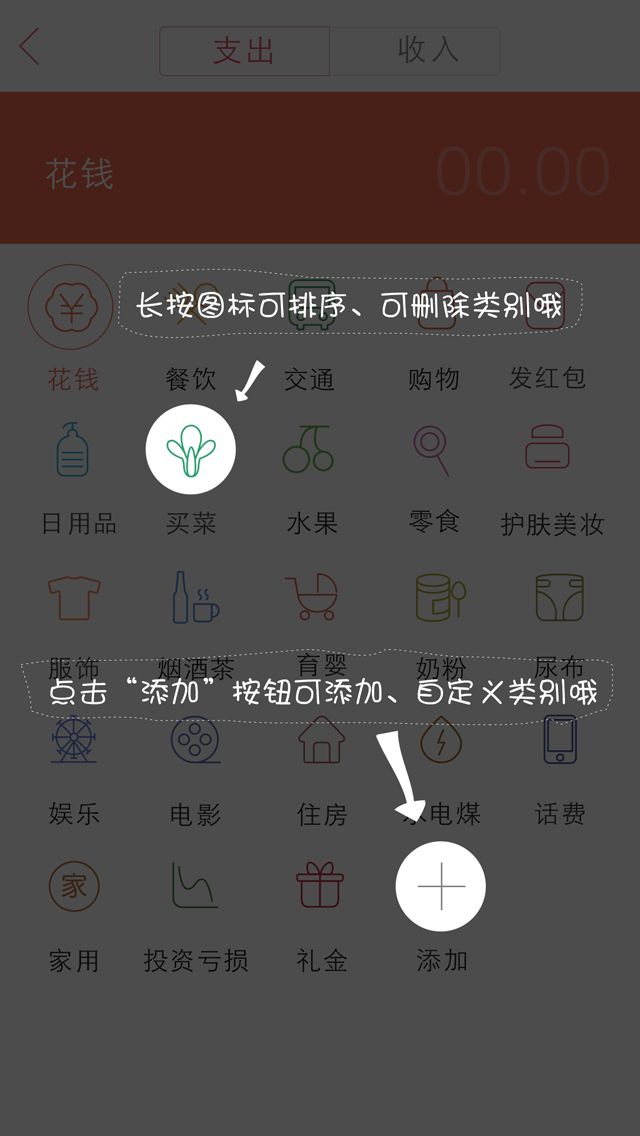 支出 收入
花钱 00.00
长按图标可排序、可删除类别哦
花钱 餐饮 交通 购物 发红包
日用品 买菜 水果 零食 护肤美妆
服饰 烟酒茶 育婴 奶粉 尿布
点击“添加”按钮可添加、自定义类别哦
娱乐 电影 住房 水电煤 话费
家
家用 投资亏损 礼金 添加